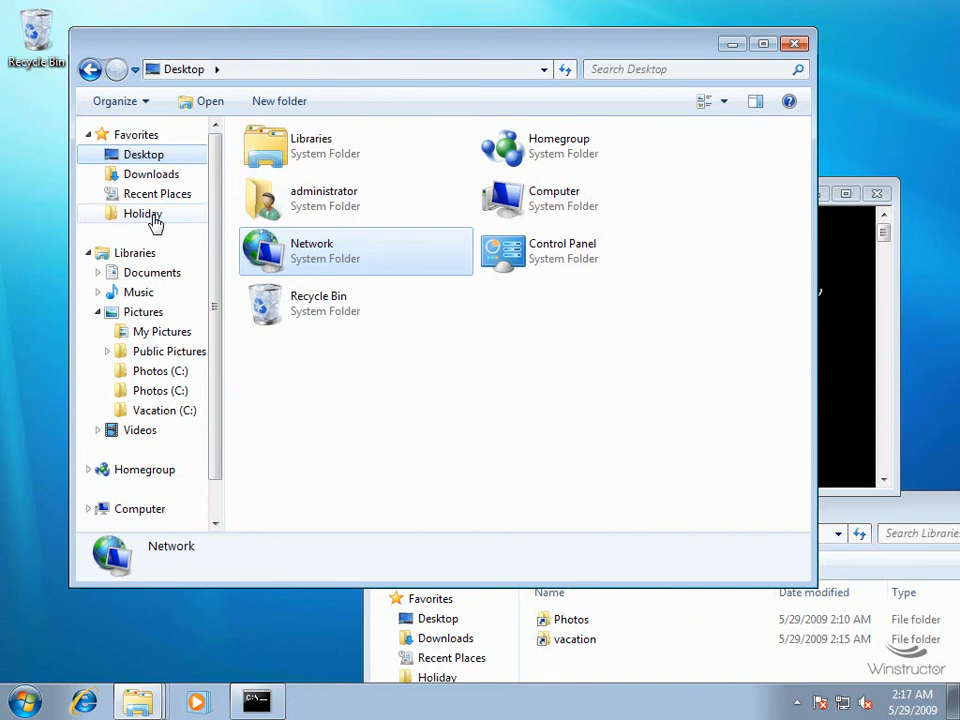 Recycle Bin
Desktop
Search Desktop
Organize
Open
New folder
Favorites
Desktop
Downloads
Recent Places
Holiday
Libraries
Documents
Music
Pictures
My Pictures
Public Pictures
Photos (C:)
Photos (C:)
Vacation (C:)
Videos
Homegroup
Computer
Libraries
System Folder
Homegroup
System Folder
administrator
System Folder
Computer
System Folder
Network
System Folder
Control Panel
System Folder
Recycle Bin
System Folder
Network
Search Libraries
Name
Date modified
Type
Favorites
Desktop
Downloads
Recent Places
Holiday
Photos
5/29/2009 2:10 AM
File folder
vacation
5/29/2009 2:15 AM
File folder
Winstructor
C:\
2:17 AM
5/29/2009